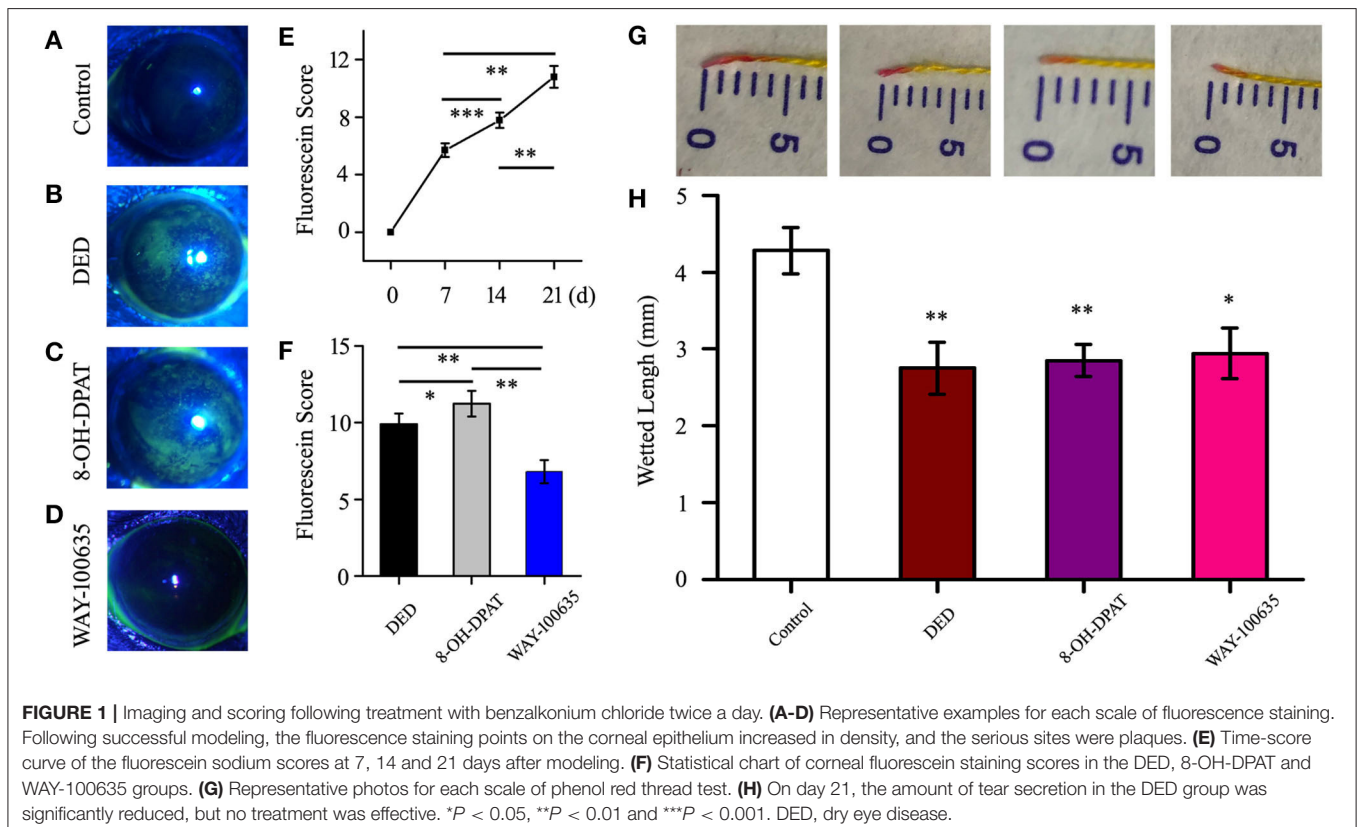 A
Control
B
DED
C
8-OH-DPAT
D
WAY-100635
E
Fluorescein Score
12
8
4
0
**
***
**
0 7 14 21 (d)
F
Fluorescein Score
15
10
5
0
**
* **
DED 8-OH-DPAT WAY-100635
G
0 5 0 5 0 5 0 5
H
Wetted Lengh (mm)
5
4
3
2
1
0
** ** *
Control DED 8-OH-DPAT WAY-100635
FIGURE 1 | Imaging and scoring following treatment with benzalkonium chloride twice a day. (A-D) Representative examples for each scale of fluorescence staining.
Following successful modeling, the fluorescence staining points on the corneal epithelium increased in density, and the serious sites were plaques. (E) Time-score
curve of the fluorescein sodium scores at 7, 14 and 21 days after modeling. (F) Statistical chart of corneal fluorescein staining scores in the DED, 8-OH-DPAT and
WAY-100635 groups. (G) Representative photos for each scale of phenol red thread test. (H) On day 21, the amount of tear secretion in the DED group was
significantly reduced, but no treatment was effective. *P < 0.05, **P < 0.01 and ***P < 0.001. DED, dry eye disease.